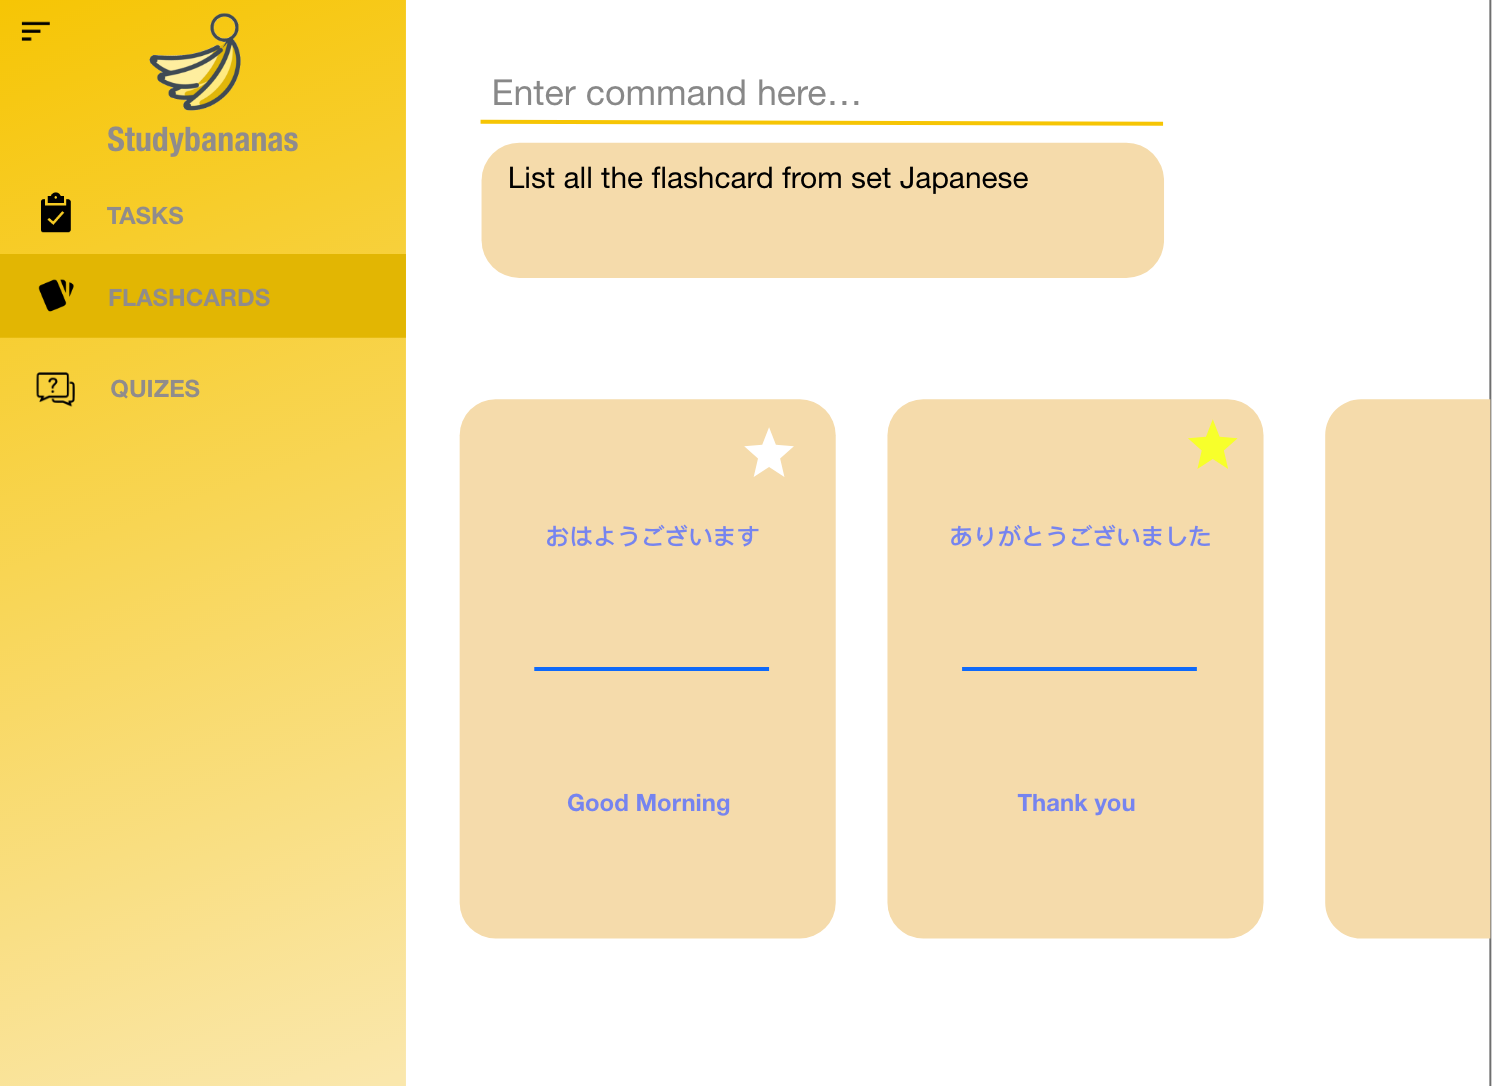 Studybananas
TASKS
FLASHCARDS
?
QUIZES
Enter command here…
List all the flashcard from set Japanese
おはようございます
Good Morning
ありがとうございました
Thank you